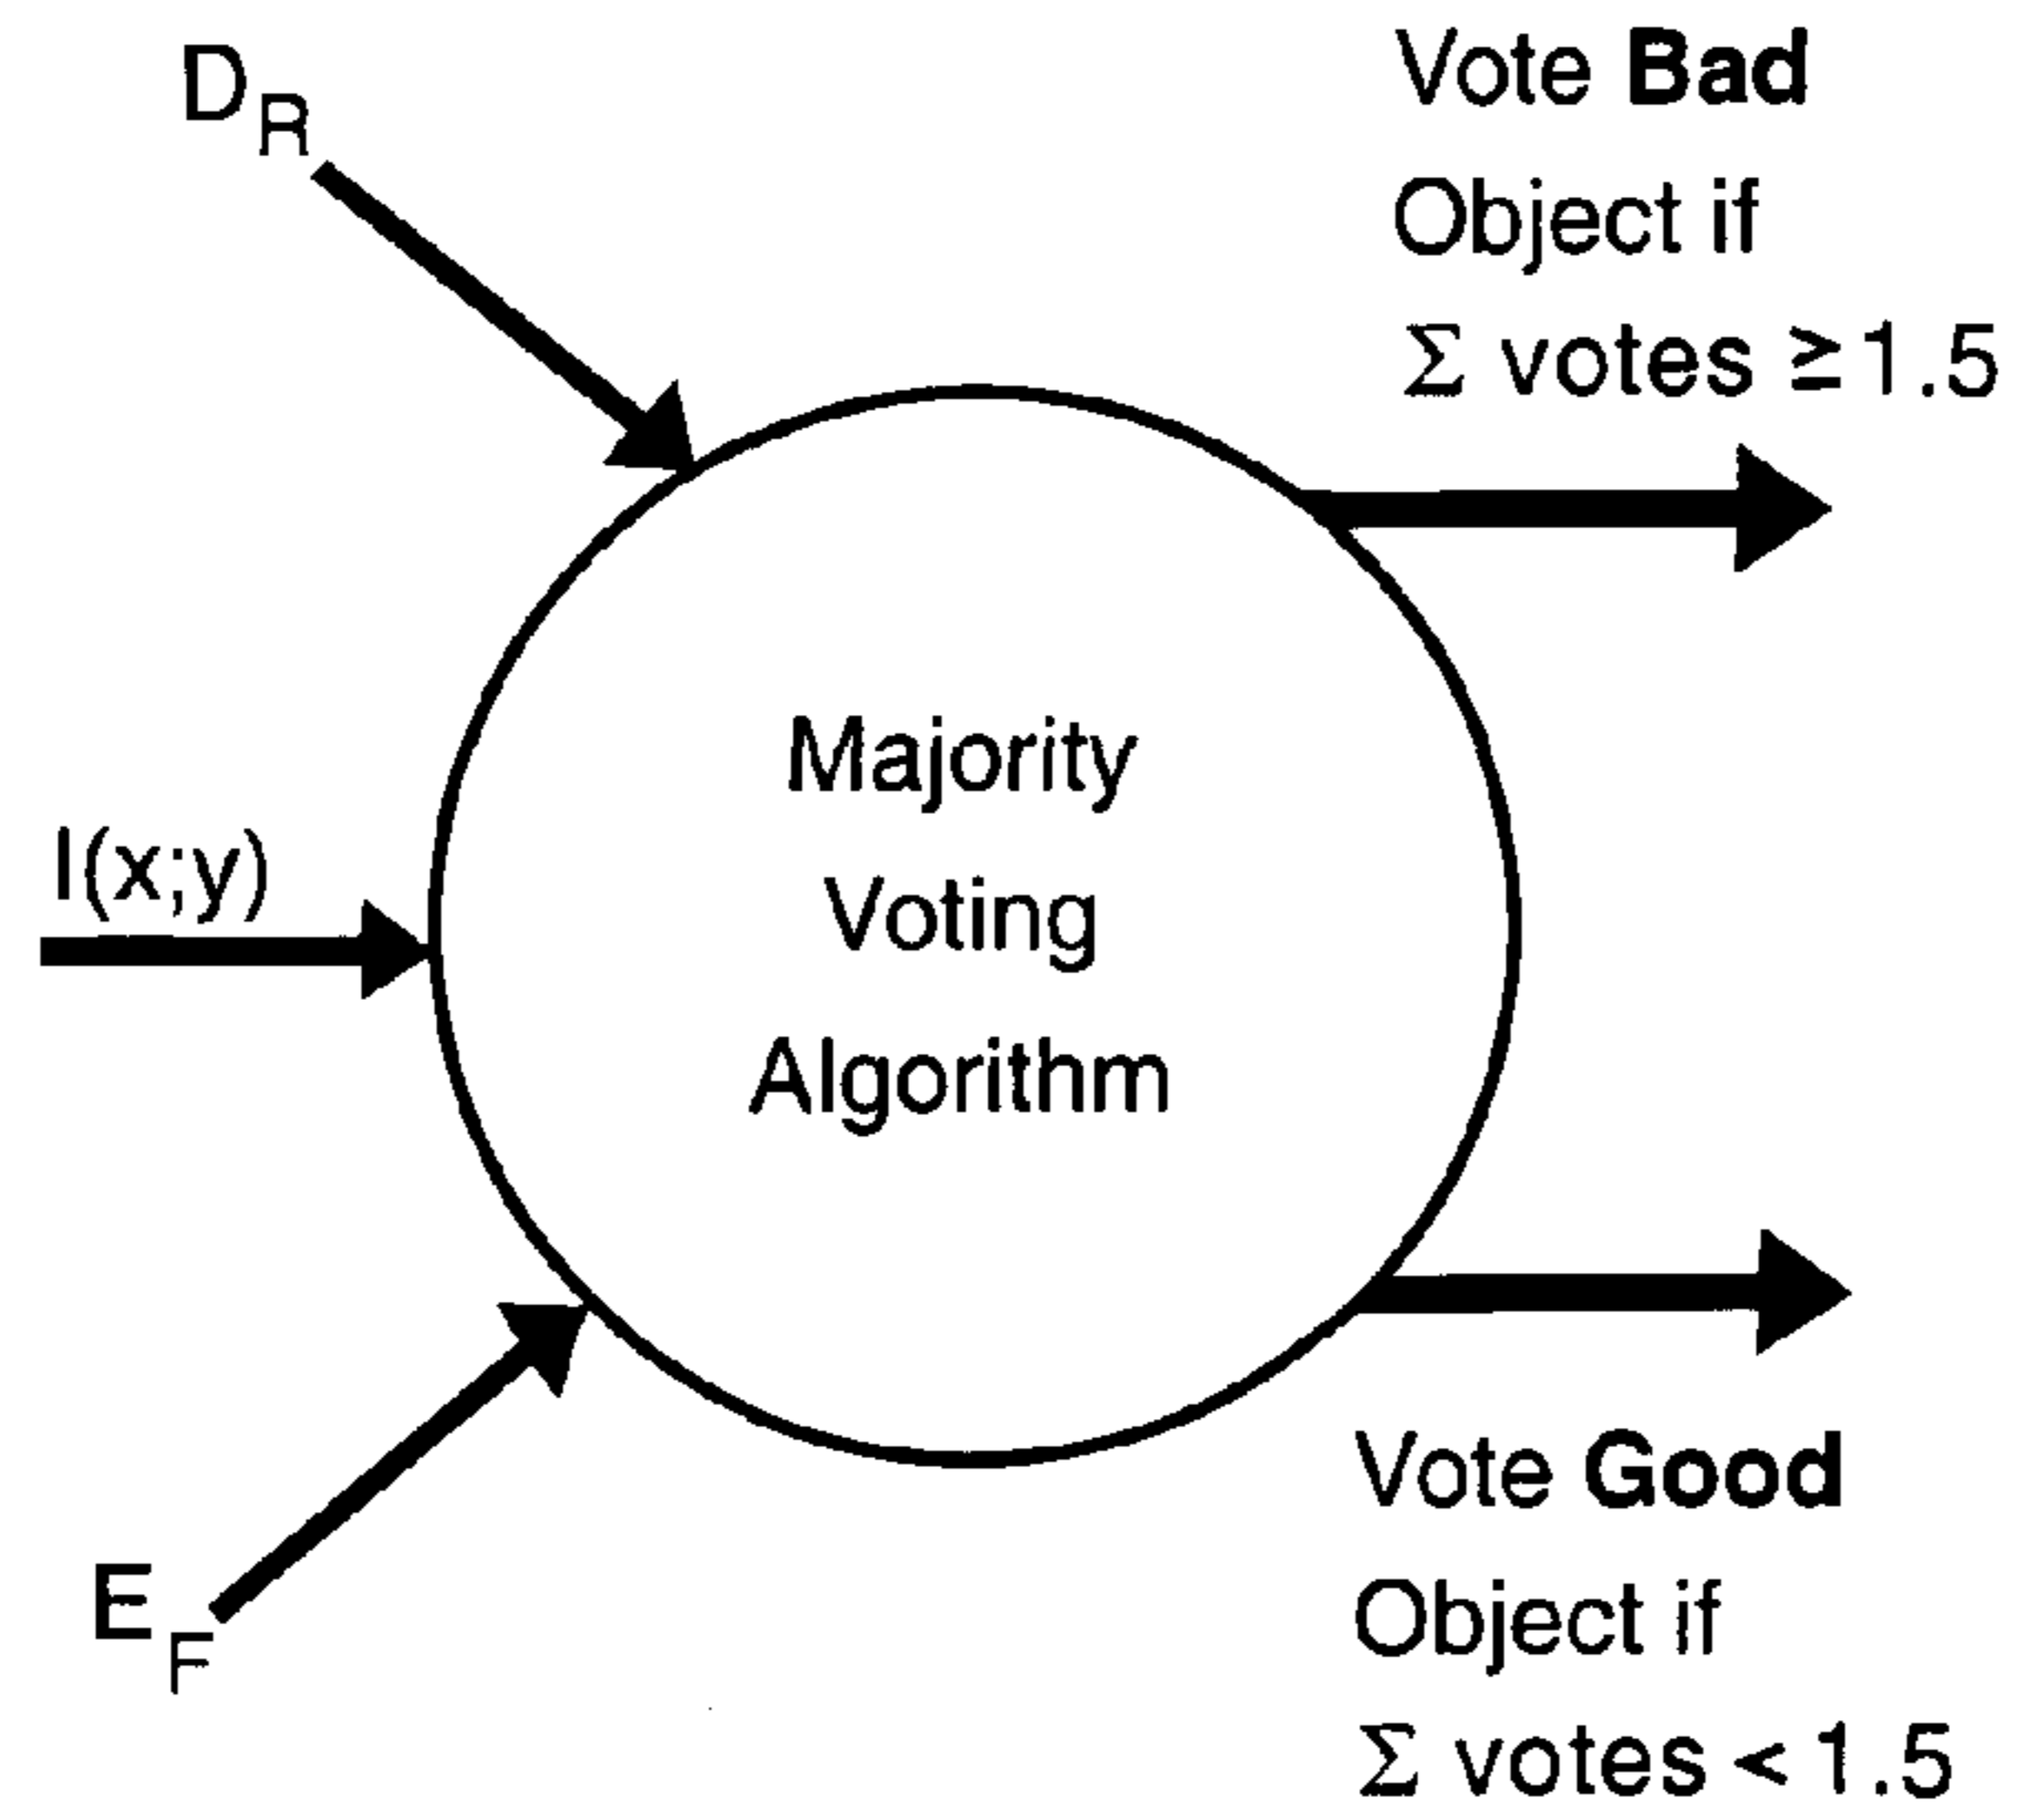 D_R
Vote Bad
Object if
Σ votes ≥1.5
Majority
Voting
Algorithm
I(x;y)
E_F
Vote Good
Object if
Σ votes < 1.5